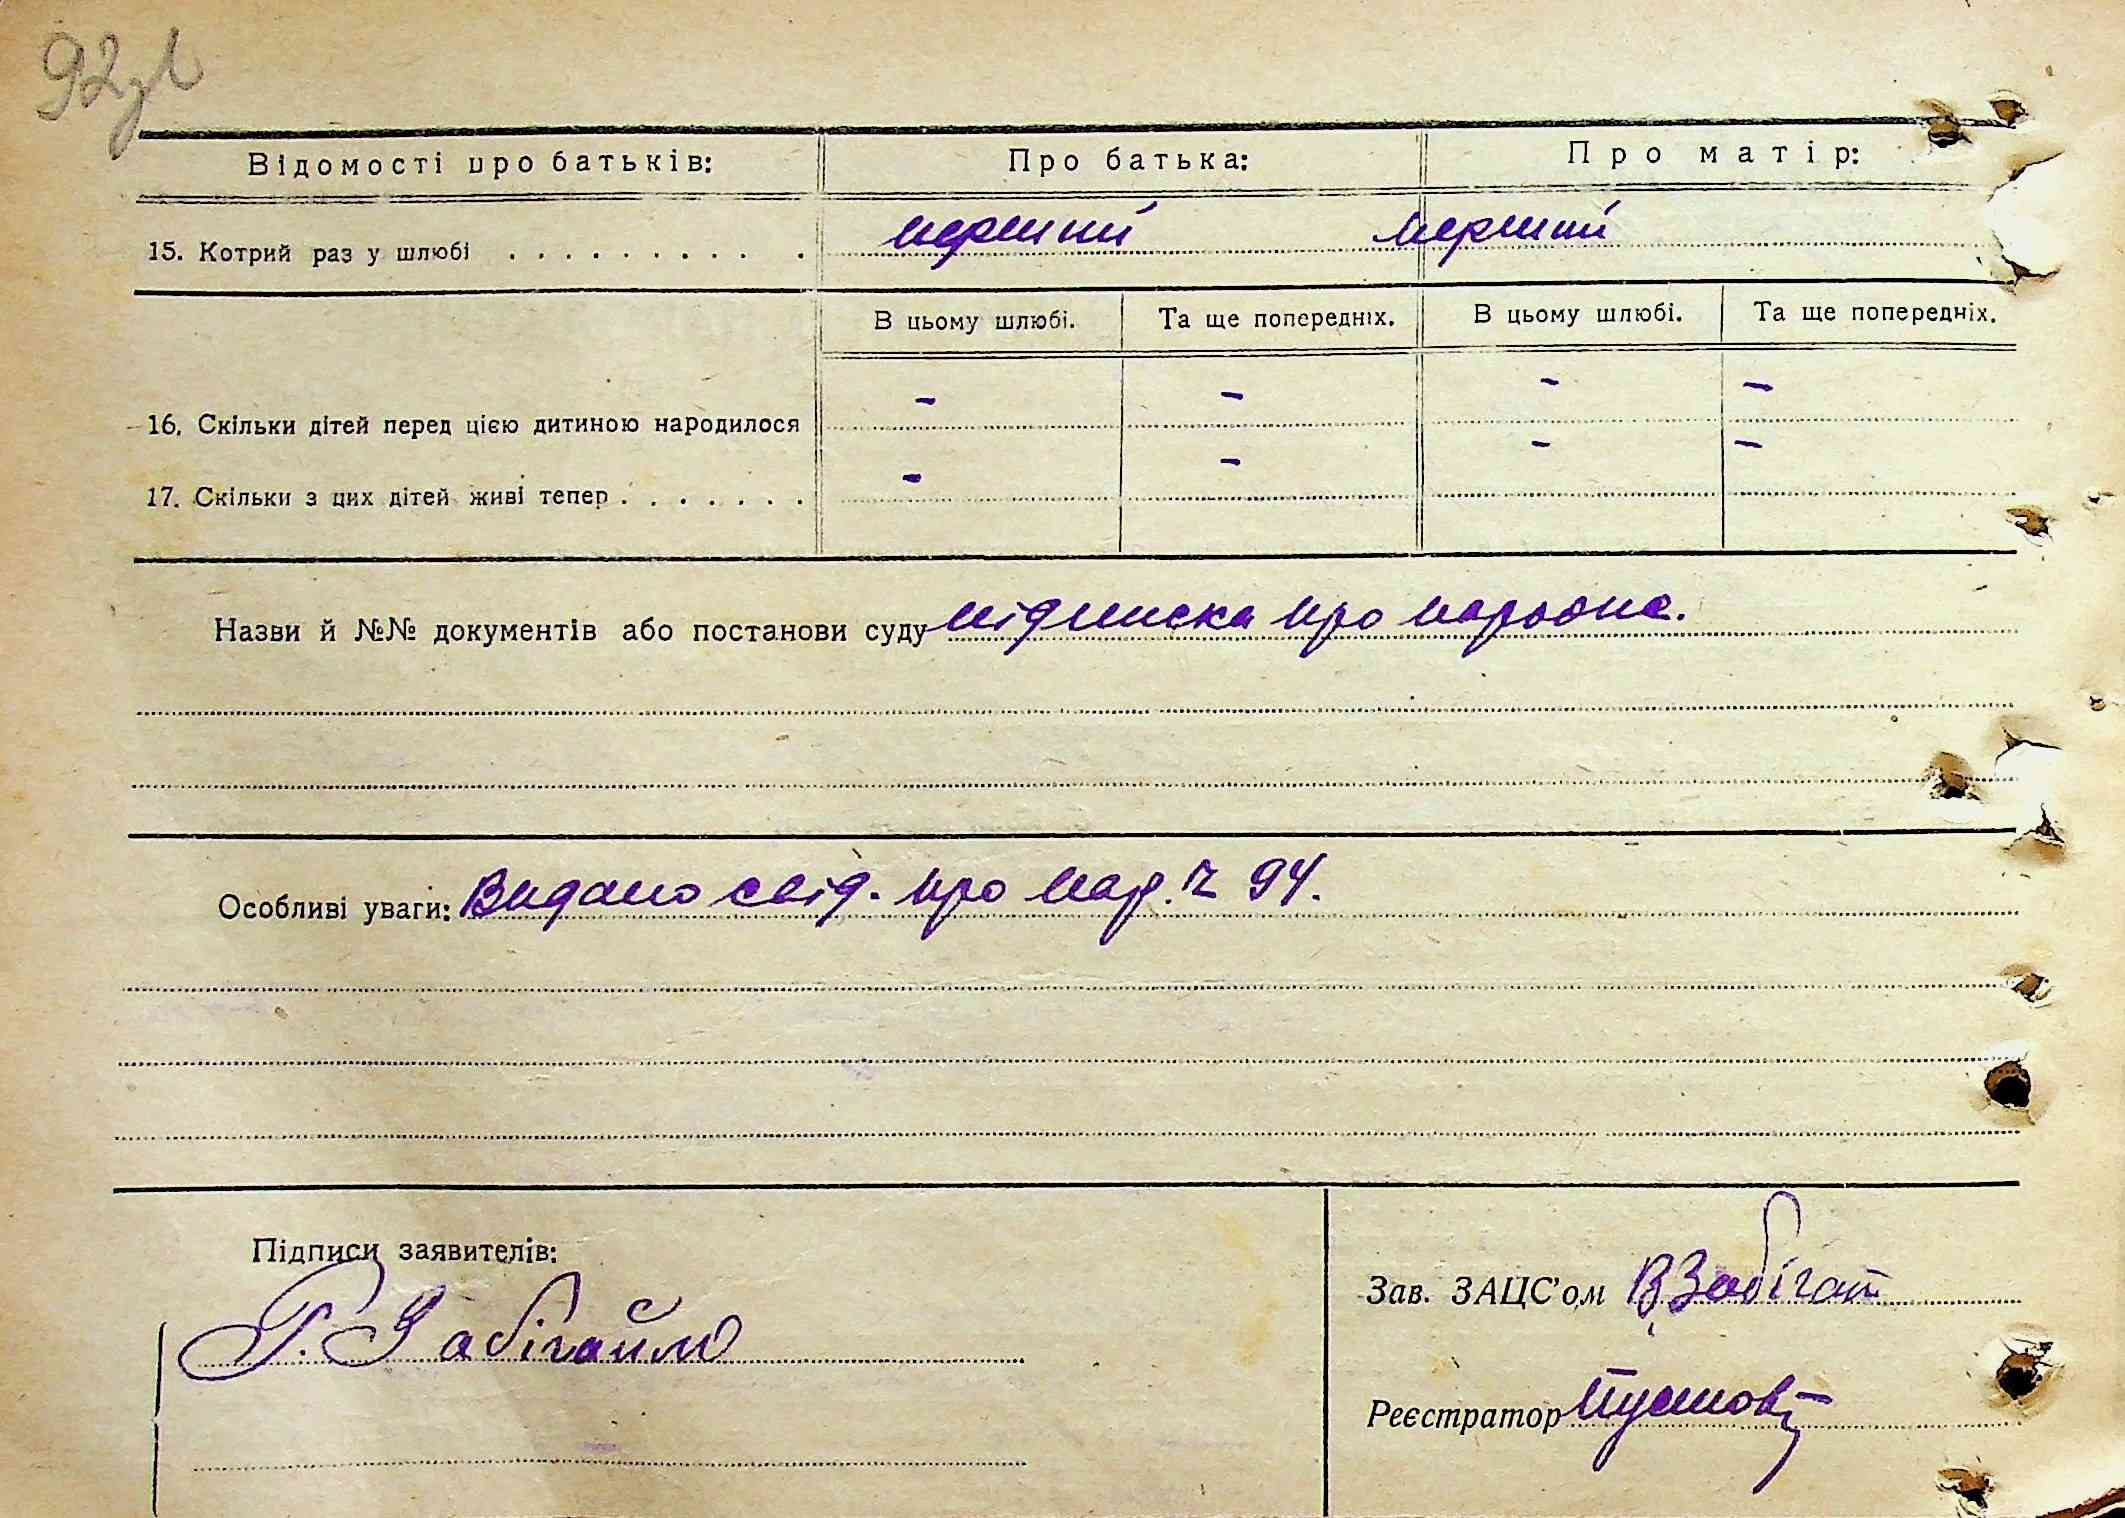 92зв
Відомості про батьків: Про батька: Про матір:
15. Котрий раз у шлюбі . . . . . . . . . . . перший перший
В цьому шлюбі. Та ще попередніх. В цьому шлюбі. Та ще попередніх.
16. Скільки дітей перед цією дитиною народилося - - - -
17. Скільки з цих дітей живі тепер . . . . . . . - - - -
Назви й №№ документів або постанови суду підписка про
Особливі уваги: Видано свід. про нар. 94.
Підписи заявителів:
Г. Забігайло
Зав. ЗАЦС'ом В Забігай
Реєстратор